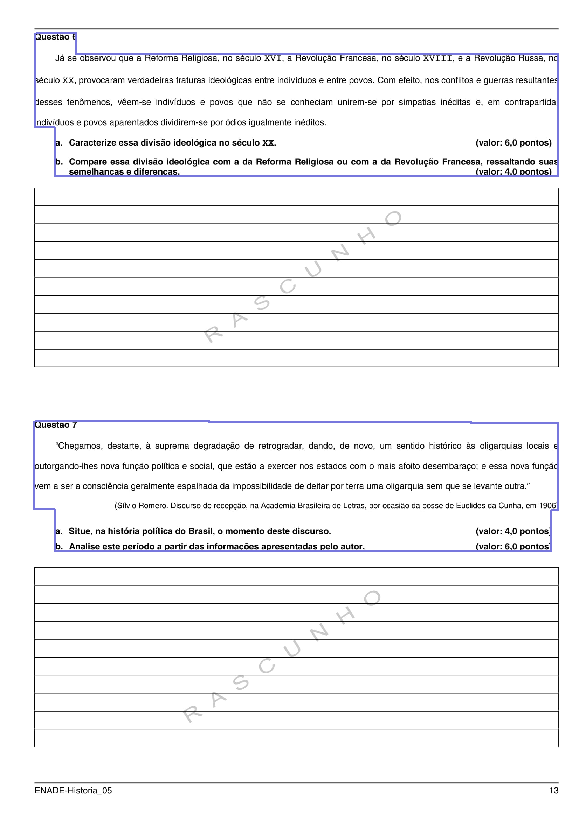 Questão 6
Já se observou que a Reforma Religiosa, no século XVI, a Revolução Francesa, no século XVIII, e a Revolução Russa, no
século XX, provocaram verdadeiras fraturas ideológicas entre indivíduos e entre povos. Com efeito, nos conflitos e guerras resultantes
desses fenômenos, vêem-se indivíduos e povos que não se conheciam unirem-se por simpatias inéditas e, em contrapartida,
indivíduos e povos aparentados dividirem-se por ódios igualmente inéditos.
a. Caracterize essa divisão ideológica no século XX. (valor: 6,0 pontos)
b. Compare essa divisão ideológica com a da Reforma Religiosa ou com a da Revolução Francesa, ressaltando suas
semelhanças e diferenças. (valor: 4,0 pontos)
RASCUNHO
Questão 7
"Chegamos, destarte, à suprema degradação de retrogradar, dando, de novo, um sentido histórico às oligarquias locais e
outorgando-lhes nova função política e social, que estão a exercer nos estados com o mais afoito desembaraço; e essa nova função
vem a ser a consciência geralmente espalhada da impossibilidade de deitar por terra uma oligarquia sem que se levante outra."
(Sílvio Romero. Discurso de recepção, na Academia Brasileira de Letras, por ocasião da posse de Euclides da Cunha, em 1906)
a. Situe, na história política do Brasil, o momento deste discurso. (valor: 4,0 pontos)
b. Analise este período a partir das informações apresentadas pelo autor. (valor: 6,0 pontos)
RASCUNHO
ENADE-Historia_05 13